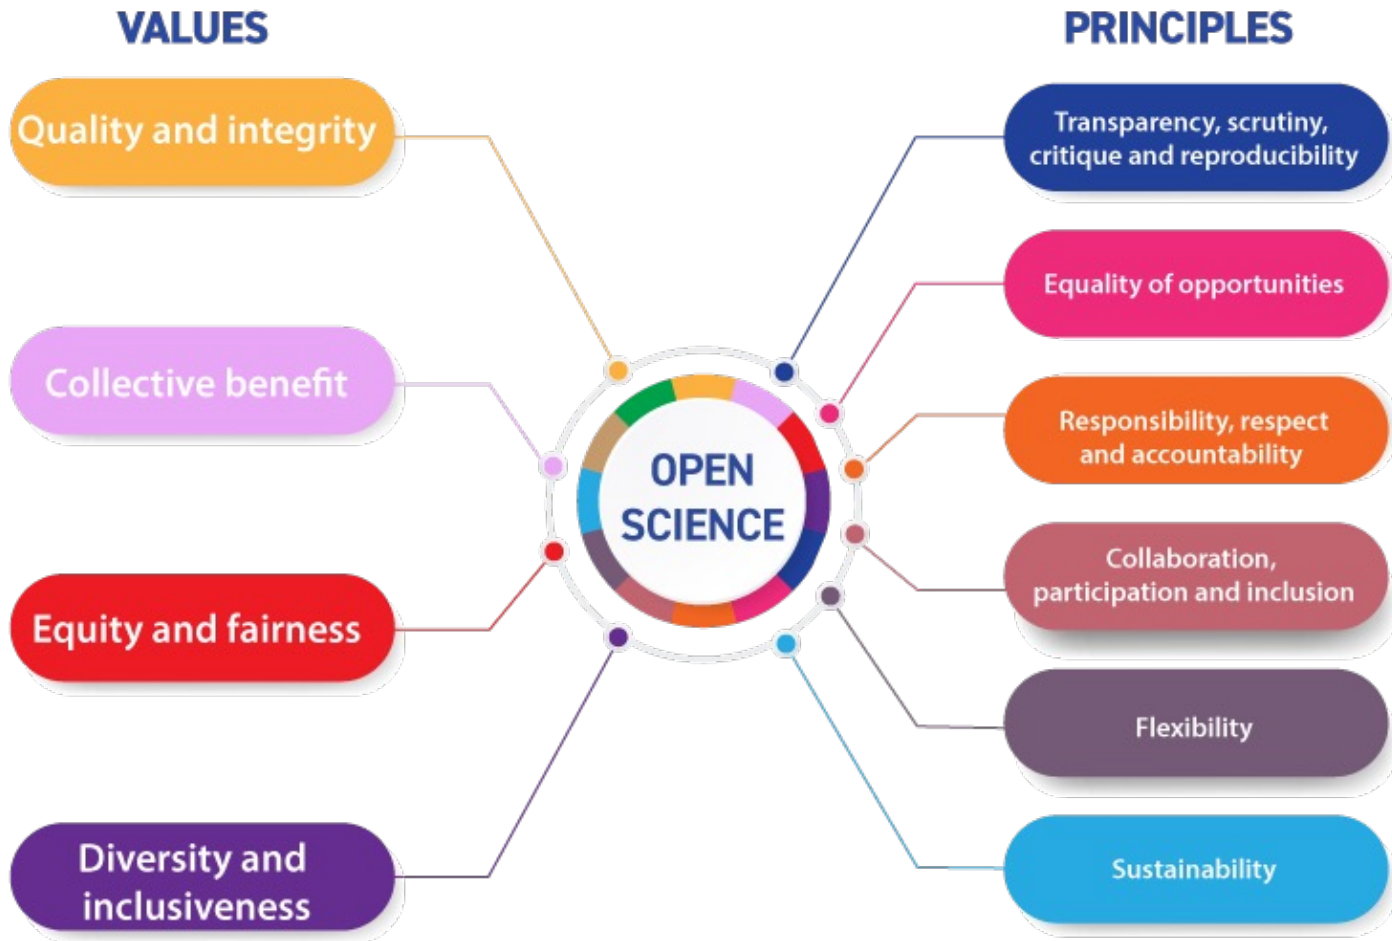 VALUES
Quality and integrity
Collective benefit
Equity and fairness
Diversity and
inclusiveness
OPEN
SCIENCE
PRINCIPLES
Transparency, scrutiny,
critique and reproducibility
Equality of opportunities
Responsibility, respect
and accountability
Collaboration,
participation and inclusion
Flexibility
Sustainability